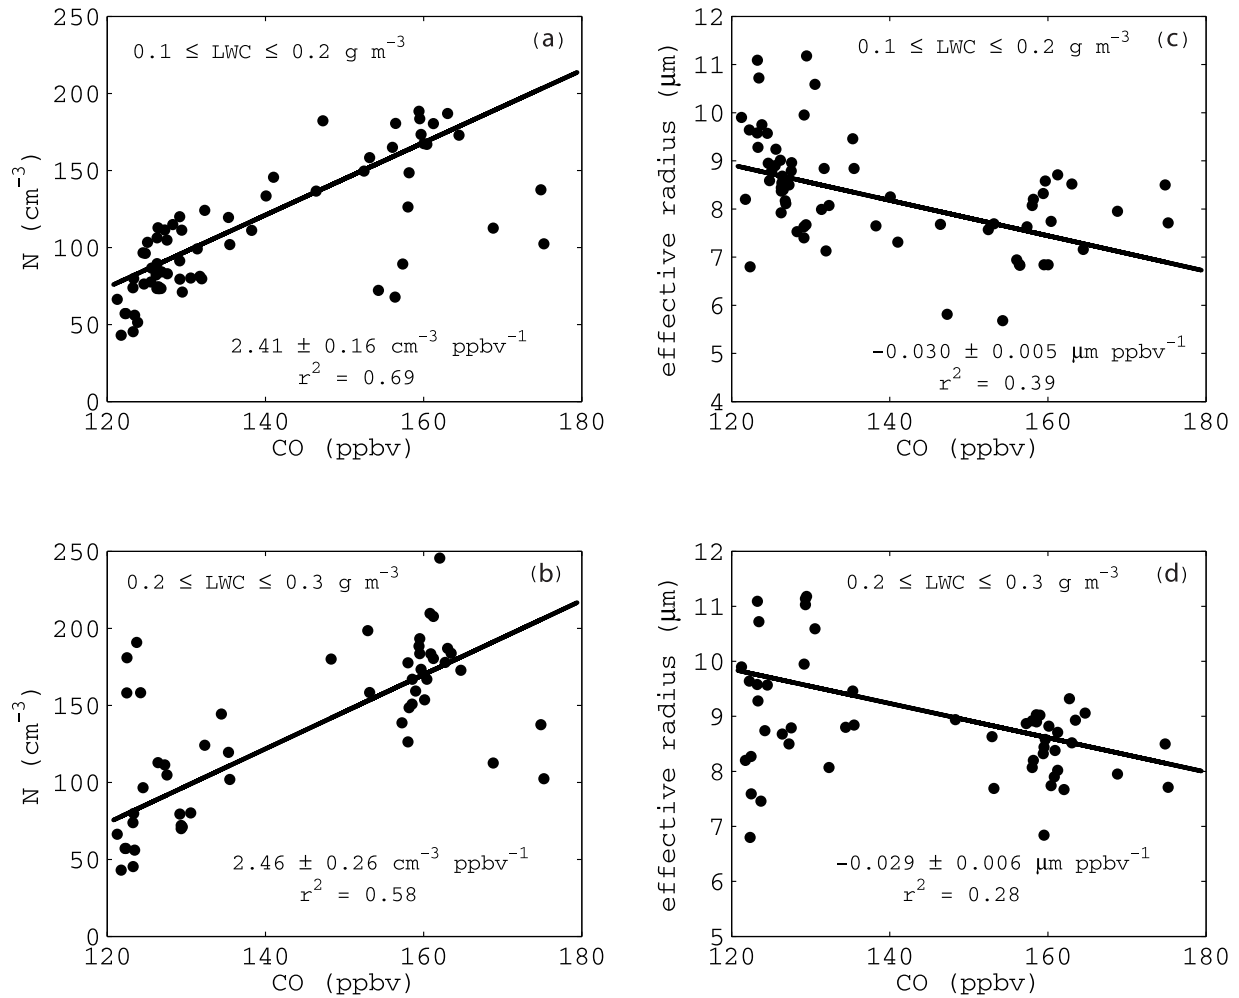 250
200
150
100
50
0
N (cm⁻³)
0.1 ≤ LWC ≤ 0.2 g m⁻³
(a)
2.41 ± 0.16 cm⁻³ ppbv⁻¹
r² = 0.69
120 140 160 180
CO (ppbv)
12
11
10
9
8
7
6
5
4
effective radius (μm)
0.1 ≤ LWC ≤ 0.2 g m⁻³
(c)
-0.030 ± 0.005 μm ppbv⁻¹
r² = 0.39
120 140 160 180
CO (ppbv)
250
200
150
100
50
0
N (cm⁻³)
0.2 ≤ LWC ≤ 0.3 g m⁻³
(b)
2.46 ± 0.26 cm⁻³ ppbv⁻¹
r² = 0.58
120 140 160 180
CO (ppbv)
12
11
10
9
8
7
6
5
effective radius (μm)
0.2 ≤ LWC ≤ 0.3 g m⁻³
(d)
-0.029 ± 0.006 μm ppbv⁻¹
r² = 0.28
120 140 160 180
CO (ppbv)